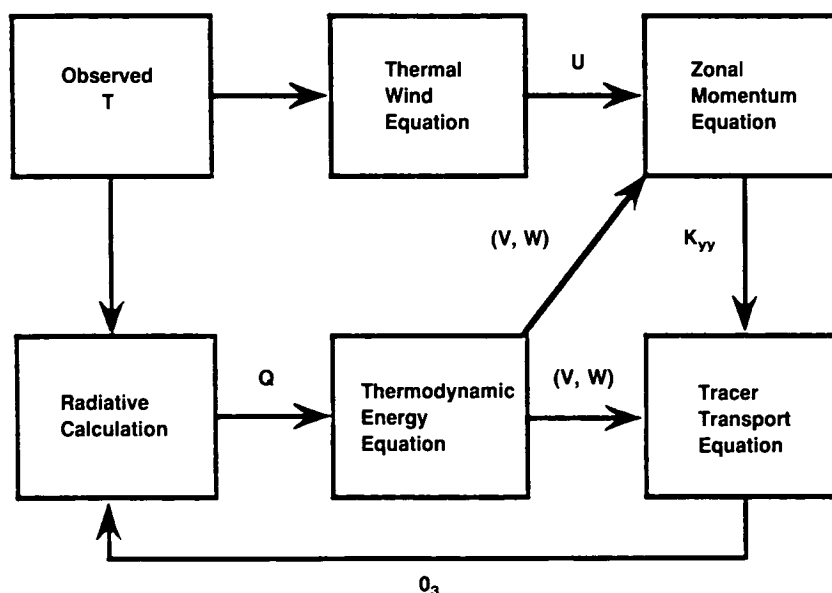 Observed
T
Thermal
Wind
Equation
U
Zonal
Momentum
Equation
(V, W)
K_yy
Radiative
Calculation
Q
Thermodynamic
Energy
Equation
(V, W)
Tracer
Transport
Equation
0_3